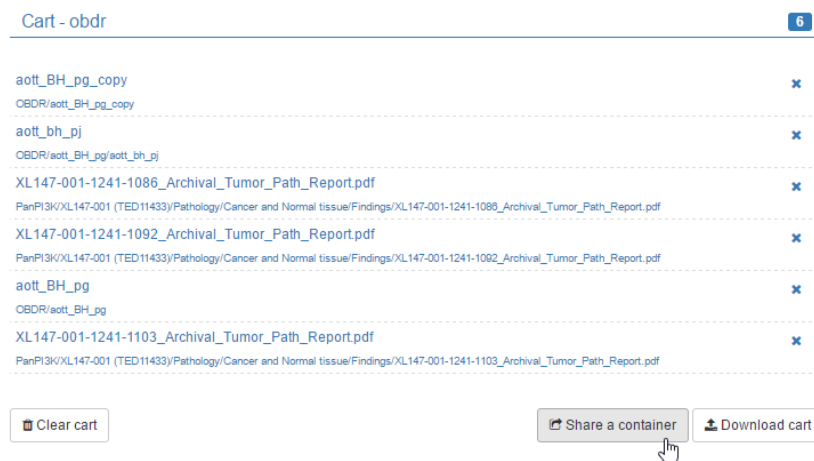 Cart - obdr
6
aott_BH_pg_copy
OBDR/aott_BH_pg_copy
aott_bh_pj
OBDR/aott_BH_pg/aott_bh_pj
XL147-001-1241-1086_Archival_Tumor_Path_Report.pdf
PanPI3K/XL147-001 (TED11433)/Pathology/Cancer and Normal tissue/Findings/XL147-001-1241-1086_Archival_Tumor_Path_Report.pdf
XL147-001-1241-1092_Archival_Tumor_Path_Report.pdf
PanPI3K/XL147-001 (TED11433)/Pathology/Cancer and Normal tissue/Findings/XL147-001-1241-1092_Archival_Tumor_Path_Report.pdf
aott_BH_pg
OBDR/aott_BH_pg
XL147-001-1241-1103_Archival_Tumor_Path_Report.pdf
PanPI3K/XL147-001 (TED11433)/Pathology/Cancer and Normal tissue/Findings/XL147-001-1241-1103_Archival_Tumor_Path_Report.pdf
Clear cart
Share a container
Download cart